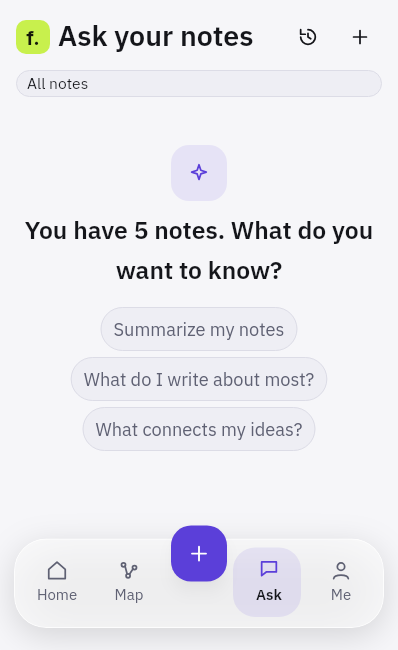 f. Ask your notes
All notes
You have 5 notes. What do you
want to know?
Summarize my notes
What do I write about most?
What connects my ideas?
Home Map Ask Me